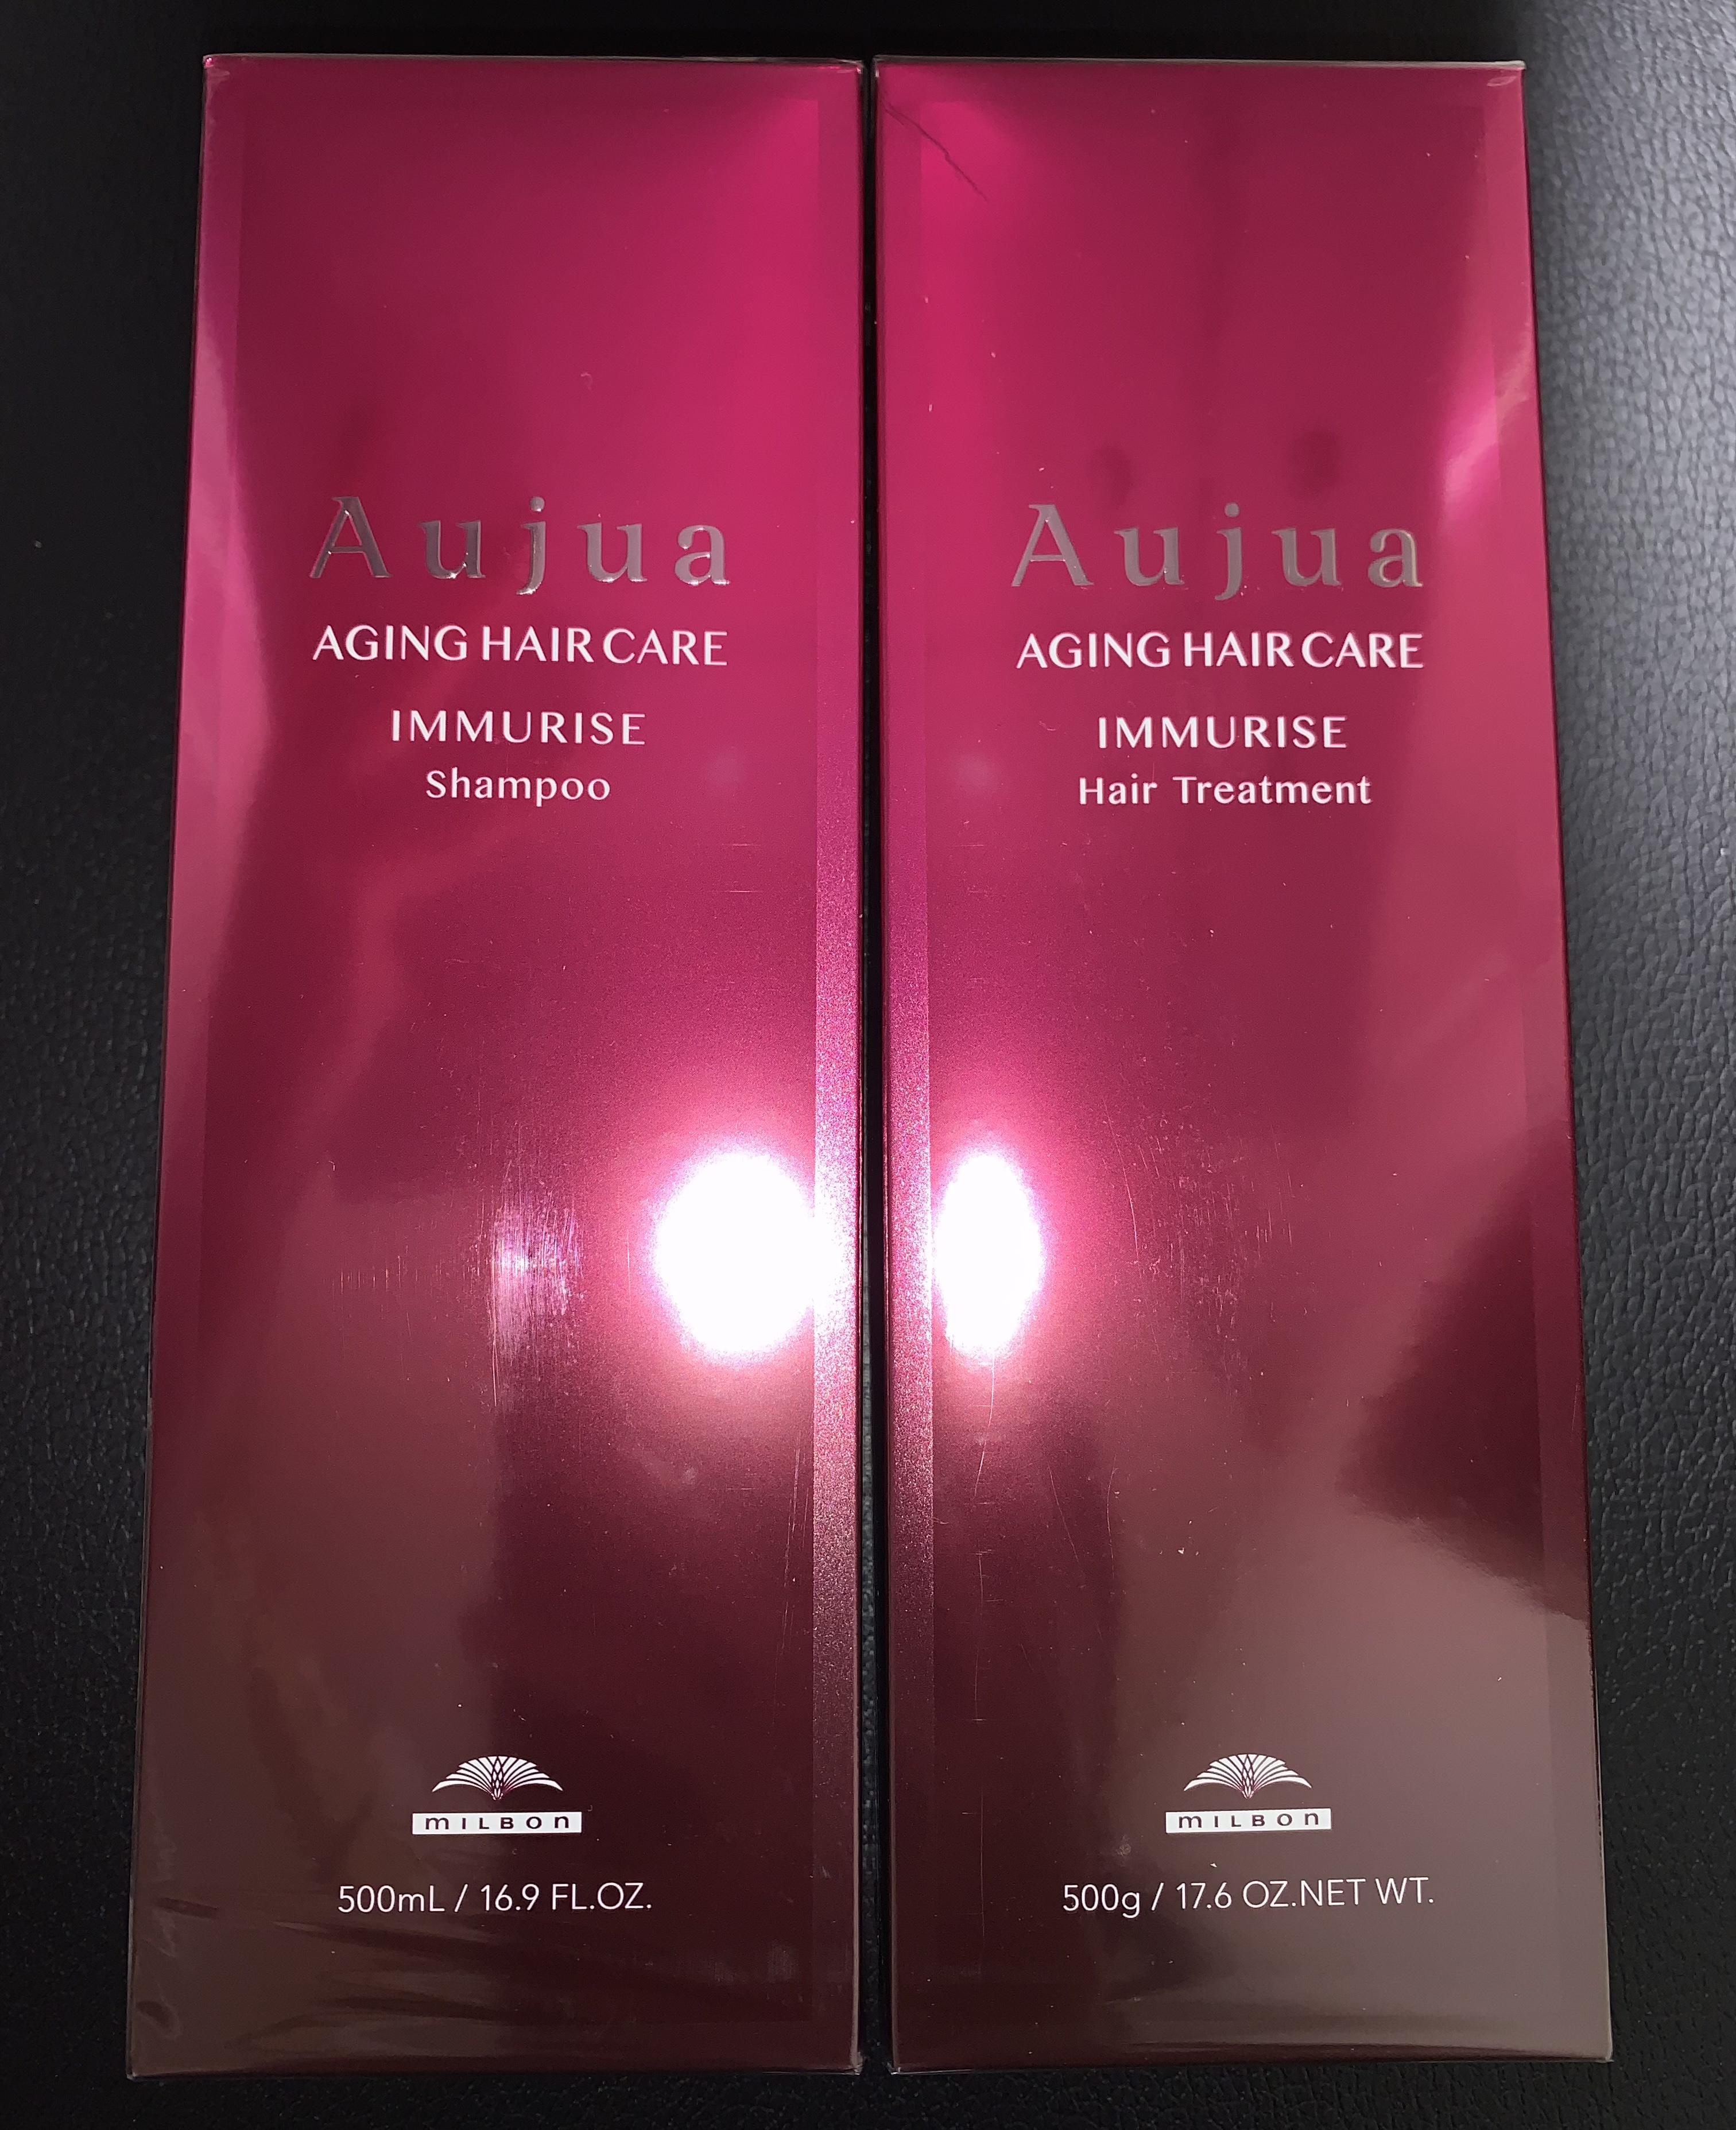 Aujua
AGING HAIR CARE
IMMURISE
Shampoo
MILBON
500mL / 16.9 FL.OZ.
Aujua
AGING HAIR CARE
IMMURISE
Hair Treatment
MILBON
500g / 17.6 OZ.NET WT.